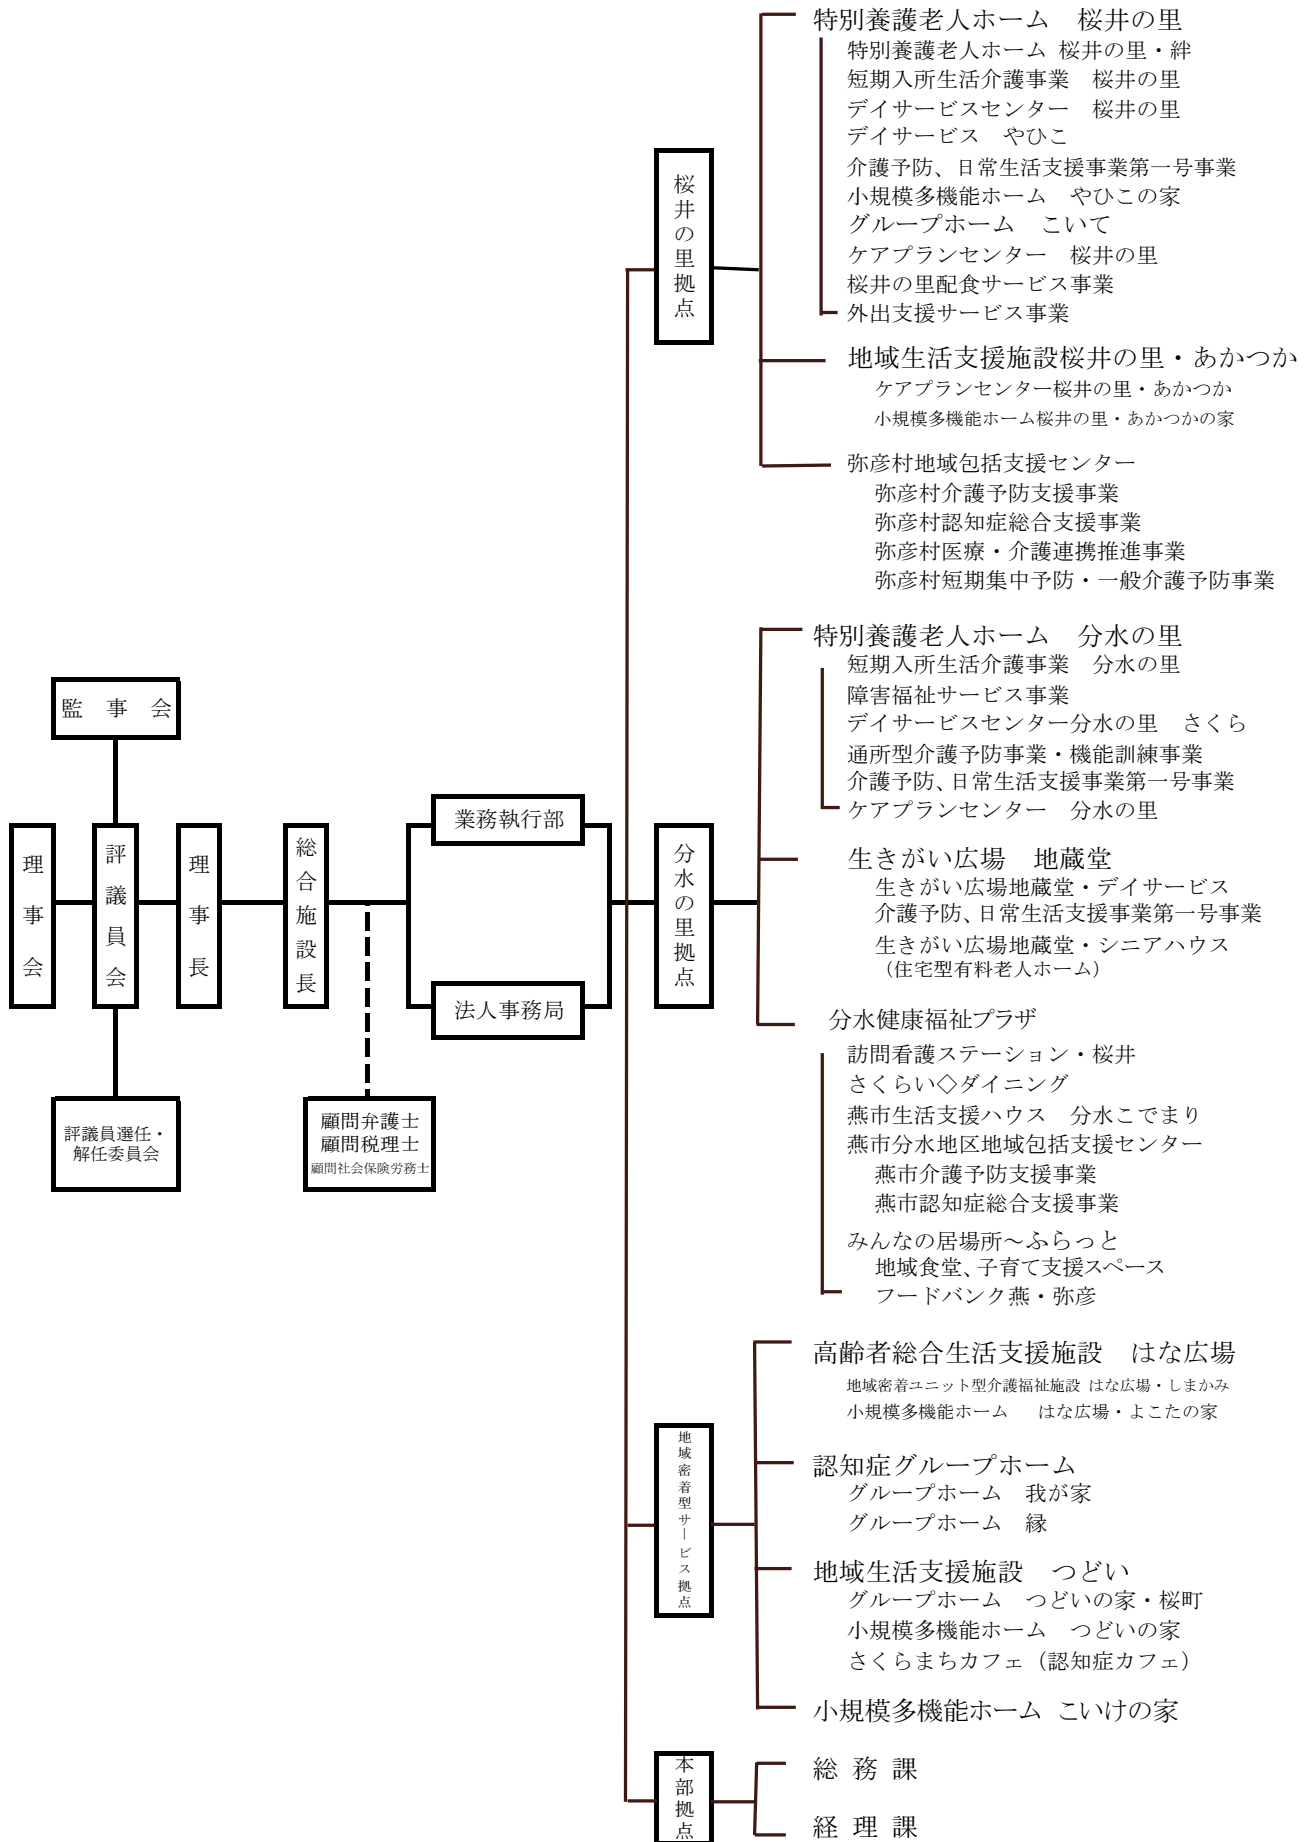 監　事　会
理事会
評議員会
理事長
総合施設長
業務執行部
法人事務局
評議員選任・
解任委員会
顧問弁護士
顧問税理士
顧問社会保険労務士
桜井の里拠点
特別養護老人ホーム　桜井の里
特別養護老人ホーム 桜井の里・絆
短期入所生活介護事業　桜井の里
デイサービスセンター　桜井の里
デイサービス　やひこ
介護予防、日常生活支援事業第一号事業
小規模多機能ホーム　やひこの家
グループホーム　こいて
ケアプランセンター　桜井の里
桜井の里配食サービス事業
外出支援サービス事業
地域生活支援施設桜井の里・あかつか
ケアプランセンター桜井の里・あかつか
小規模多機能ホーム桜井の里・あかつかの家
弥彦村地域包括支援センター
弥彦村介護予防支援事業
弥彦村認知症総合支援事業
弥彦村医療・介護連携推進事業
弥彦村短期集中予防・一般介護予防事業
分水の里拠点
特別養護老人ホーム　分水の里
短期入所生活介護事業　分水の里
障害福祉サービス事業
デイサービスセンター分水の里　さくら
通所型介護予防事業・機能訓練事業
介護予防、日常生活支援事業第一号事業
ケアプランセンター　分水の里
生きがい広場　地蔵堂
生きがい広場地蔵堂・デイサービス
介護予防、日常生活支援事業第一号事業
生きがい広場地蔵堂・シニアハウス
（住宅型有料老人ホーム）
分水健康福祉プラザ
訪問看護ステーション・桜井
さくらい◇ダイニング
燕市生活支援ハウス　分水こでまり
燕市分水地区地域包括支援センター
燕市介護予防支援事業
燕市認知症総合支援事業
みんなの居場所～ふらっと
地域食堂、子育て支援スペース
フードバンク燕・弥彦
地域密着型サービス拠点
高齢者総合生活支援施設　はな広場
地域密着ユニット型介護福祉施設 はな広場・しまかみ
小規模多機能ホーム　はな広場・よこたの家
認知症グループホーム
グループホーム　我が家
グループホーム　縁
地域生活支援施設　つどい
グループホーム　つどいの家・桜町
小規模多機能ホーム　つどいの家
さくらまちカフェ（認知症カフェ）
小規模多機能ホーム こいけの家
本部拠点
総 務 課
経 理 課